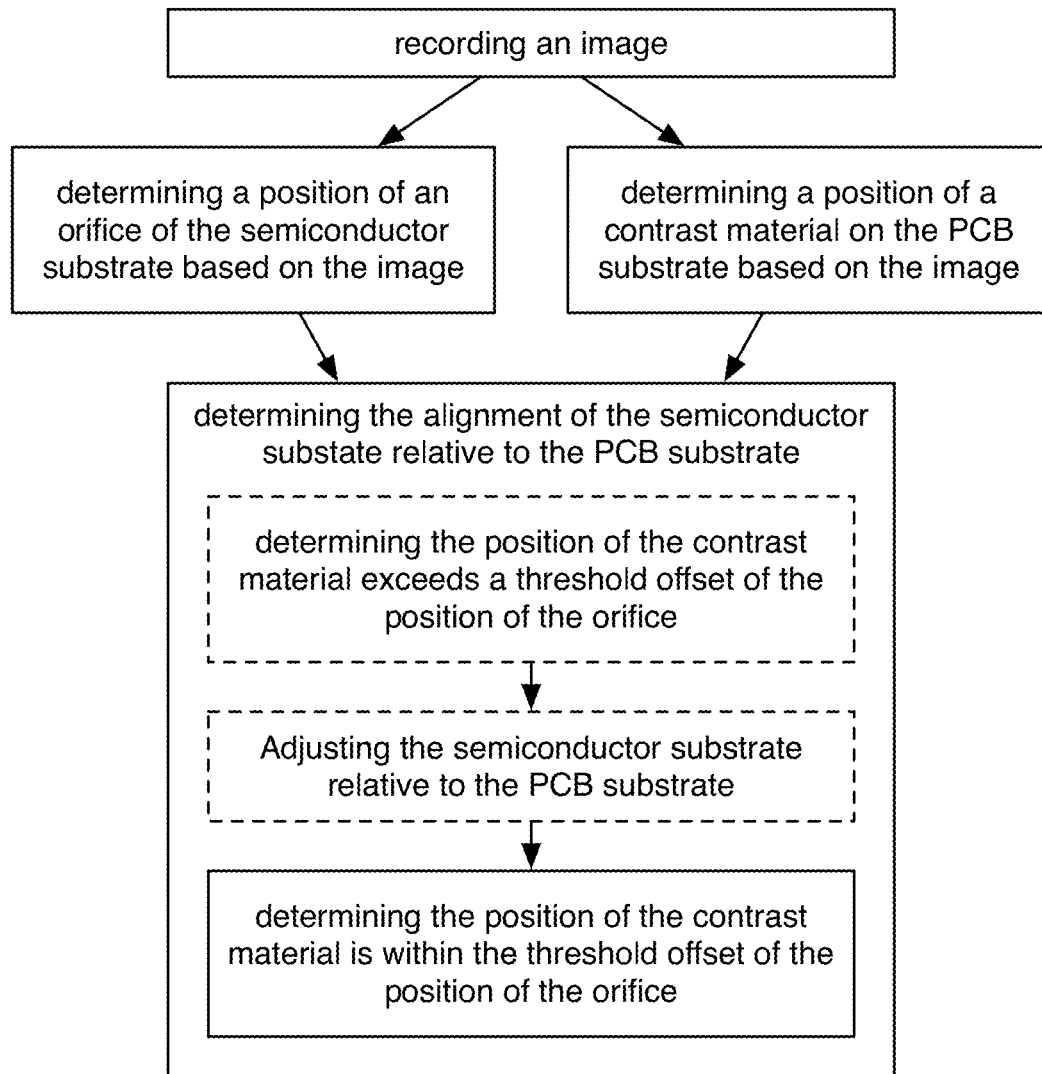 recording an image
determining a position of an
orifice of the semiconductor
substrate based on the image
determining a position of a
contrast material on the PCB
substrate based on the image
determining the alignment of the semiconductor
substate relative to the PCB substrate
determining the position of the contrast
material exceeds a threshold offset of the
position of the orifice
Adjusting the semiconductor substrate
relative to the PCB substrate
determining the position of the contrast
material is within the threshold offset of the
position of the orifice